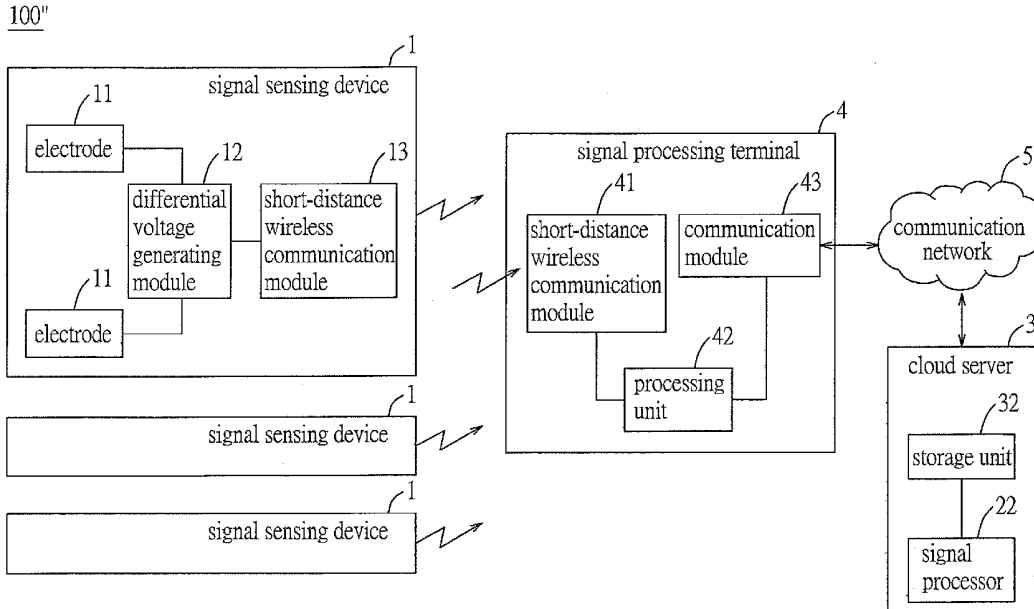 100"
1
signal sensing device
11
electrode
12
differential
voltage
generating
module
13
short-distance
wireless
communication
module
11
electrode
1
signal sensing device
1
signal sensing device
4
signal processing terminal
41
short-distance
wireless
communication
module
43
communication
module
42
processing
unit
5
communication
network
3
cloud server
32
storage unit
22
signal
processor